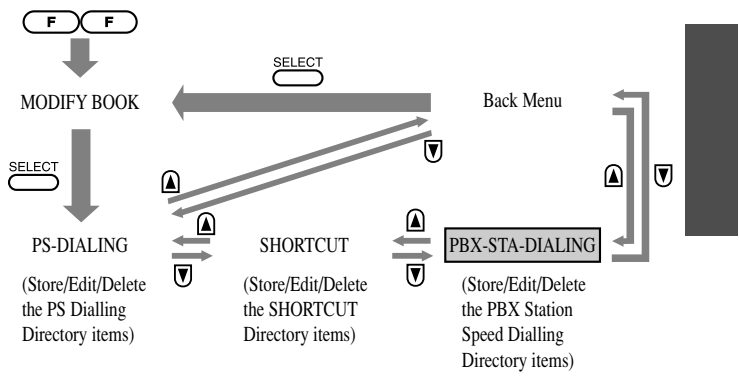 F F
SELECT
MODIFY BOOK
Back Menu
SELECT
PS-DIALING
SHORTCUT
PBX-STA-DIALING
(Store/Edit/Delete
the PS Dialling
Directory items)
(Store/Edit/Delete
the SHORTCUT
Directory items)
(Store/Edit/Delete
the PBX Station
Speed Dialling
Directory items)